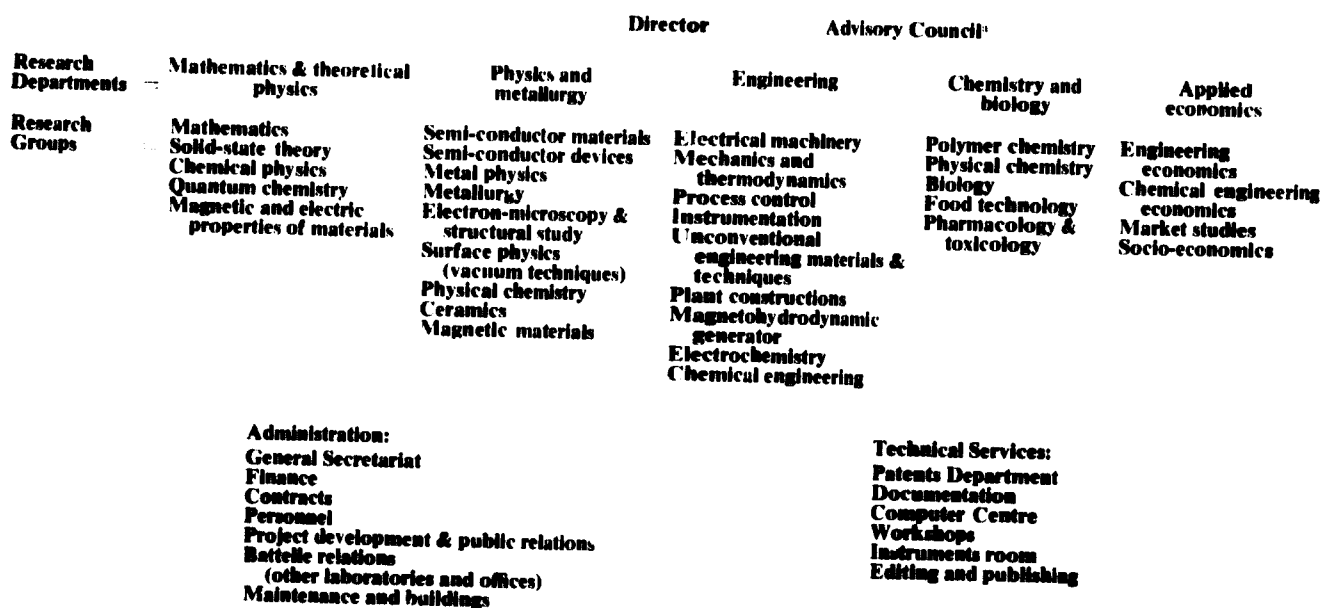 Director
Advisory Council
Research
Departments
Mathematics & theorelical
physics
Physics and
metallurgy
Engineering
Chemistry and
biology
Applied
economics
Research
Groups
Mathematics
Solid-state theory
Chemical physics
Quantum chemistry
Magnetic and electric
properties of materials
Semi-conductor materials
Semi-conductor devices
Metal physics
Metallurgy
Electron-microscopy &
structural study
Surface physics
(vacuum techniques)
Physical chemistry
Ceramics
Magnetic materials
Electrical machinery
Mechanics and
thermodynamics
Process control
Instrumentation
Unconventional
engineering materials &
techniques
Plant constructions
Magnetohydrodynamic
generator
Electrochemistry
Chemical engineering
Polymer chemistry
Physical chemistry
Biology
Food technology
Pharmacology &
toxicology
Engineering
economics
Chemical engineering
economics
Market studies
Socio-economics
Administration:
General Secretariat
Finance
Contracts
Personnel
Project development & public relations
Battelle relations
(other laboratories and offices)
Maintenance and buildings
Technical Services:
Patents Department
Documentation
Computer Centre
Workshops
Instruments room
Editing and publishing